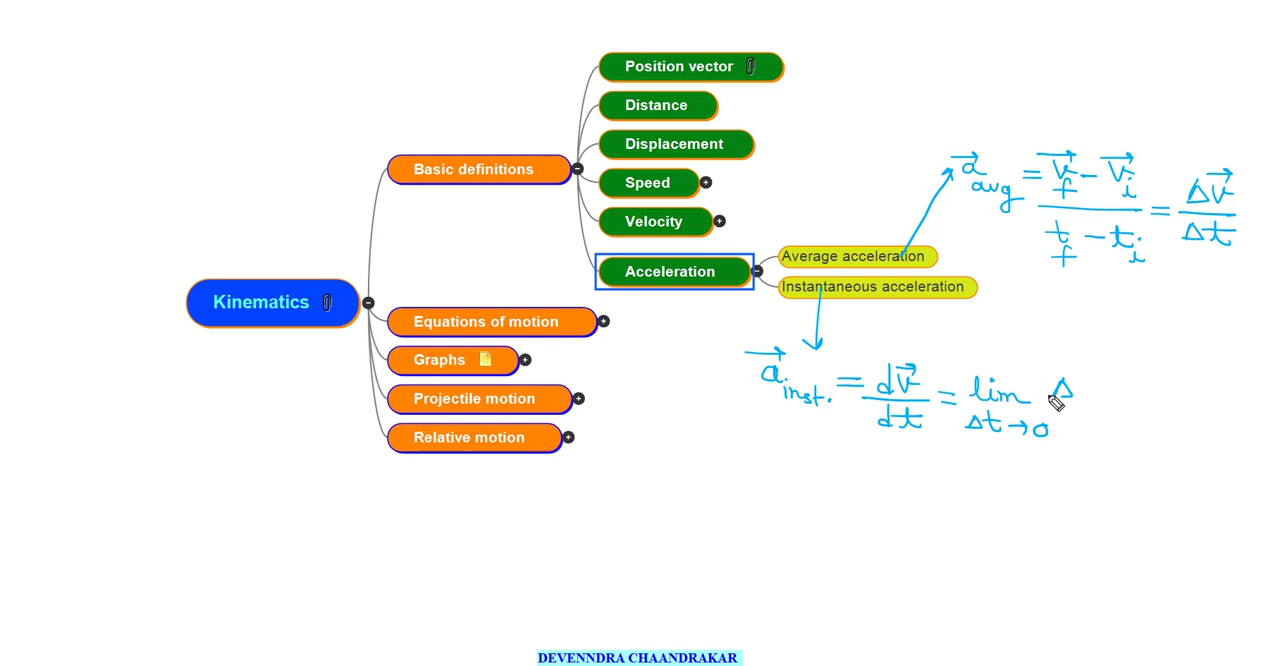 Position vector
Distance
Displacement
Basic definitions
Speed
Velocity
Acceleration
Average acceleration
Instantaneous acceleration
Kinematics
Equations of motion
Graphs
Projectile motion
Relative motion
a⃗ avg = (v⃗f − v⃗i) / (tf − ti) = Δv⃗ / Δt
a⃗ inst. = dv⃗ / dt = lim Δt→0 Δ
DEVENNDRA CHAANDRAKAR